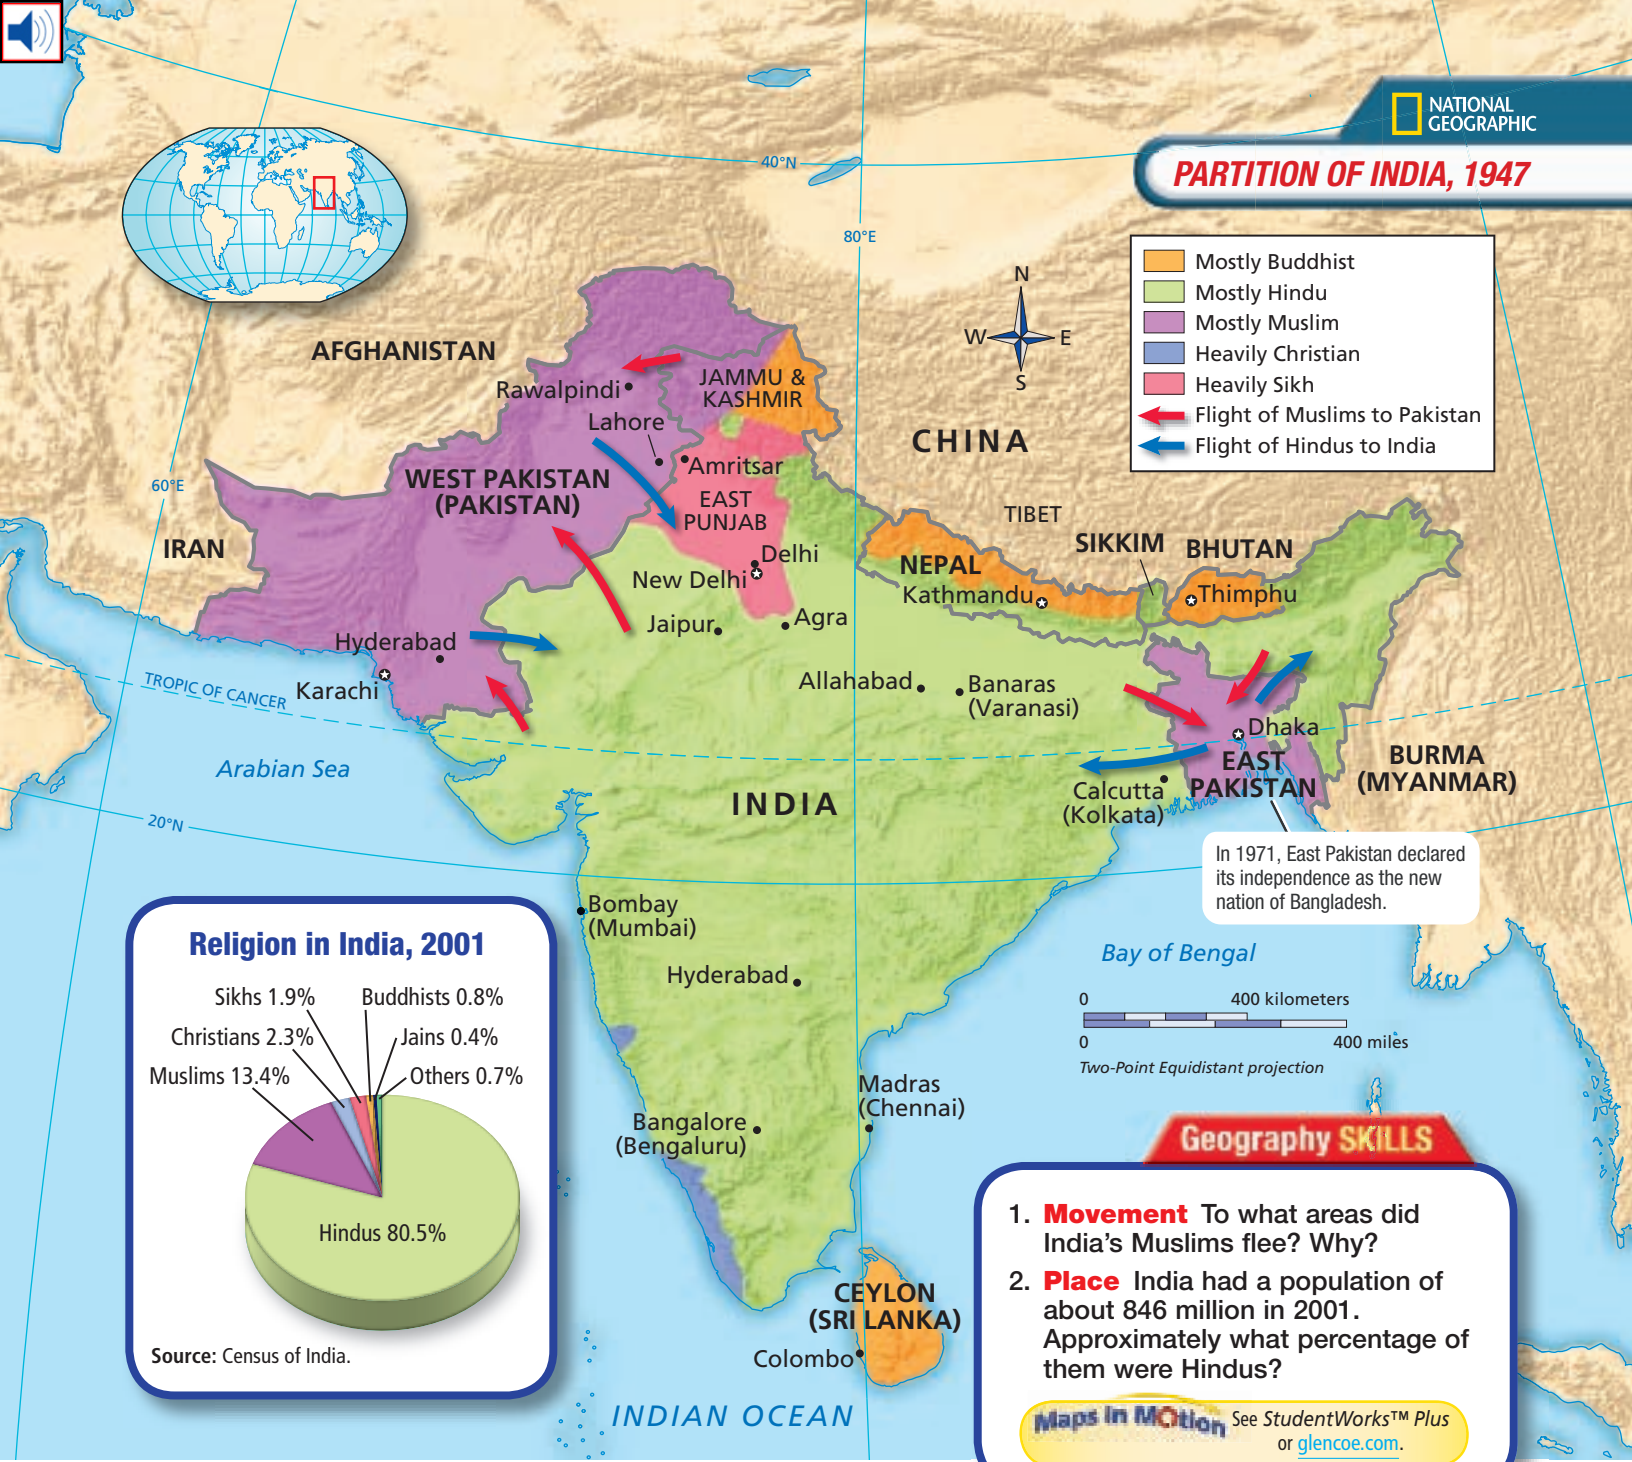 NATIONAL
GEOGRAPHIC
PARTITION OF INDIA, 1947
Mostly Buddhist
Mostly Hindu
Mostly Muslim
Heavily Christian
Heavily Sikh
Flight of Muslims to Pakistan
Flight of Hindus to India
40°N
80°E
N
W
E
S
AFGHANISTAN
Rawalpindi
JAMMU &
KASHMIR
Lahore
CHINA
Amritsar
WEST PAKISTAN
(PAKISTAN)
60°E
EAST
PUNJAB
TIBET
IRAN
SIKKIM
BHUTAN
Delhi
NEPAL
New Delhi
Kathmandu
Thimphu
Jaipur
Agra
Hyderabad
Karachi
TROPIC OF CANCER
Allahabad
Banaras
(Varanasi)
Dhaka
Arabian Sea
EAST
PAKISTAN
BURMA
(MYANMAR)
INDIA
Calcutta
(Kolkata)
20°N
In 1971, East Pakistan declared
its independence as the new
nation of Bangladesh.
Bombay
(Mumbai)
Bay of Bengal
Hyderabad
0
400 kilometers
0
400 miles
Two-Point Equidistant projection
Madras
(Chennai)
Bangalore
(Bengaluru)
CEYLON
(SRI LANKA)
Colombo
INDIAN OCEAN
Religion in India, 2001
Sikhs 1.9%
Buddhists 0.8%
Christians 2.3%
Jains 0.4%
Muslims 13.4%
Others 0.7%
Hindus 80.5%
Source: Census of India.
Geography SKILLS
1. Movement To what areas did
India's Muslims flee? Why?
2. Place India had a population of
about 846 million in 2001.
Approximately what percentage of
them were Hindus?
Maps In MOtion See StudentWorks™ Plus
or glencoe.com.